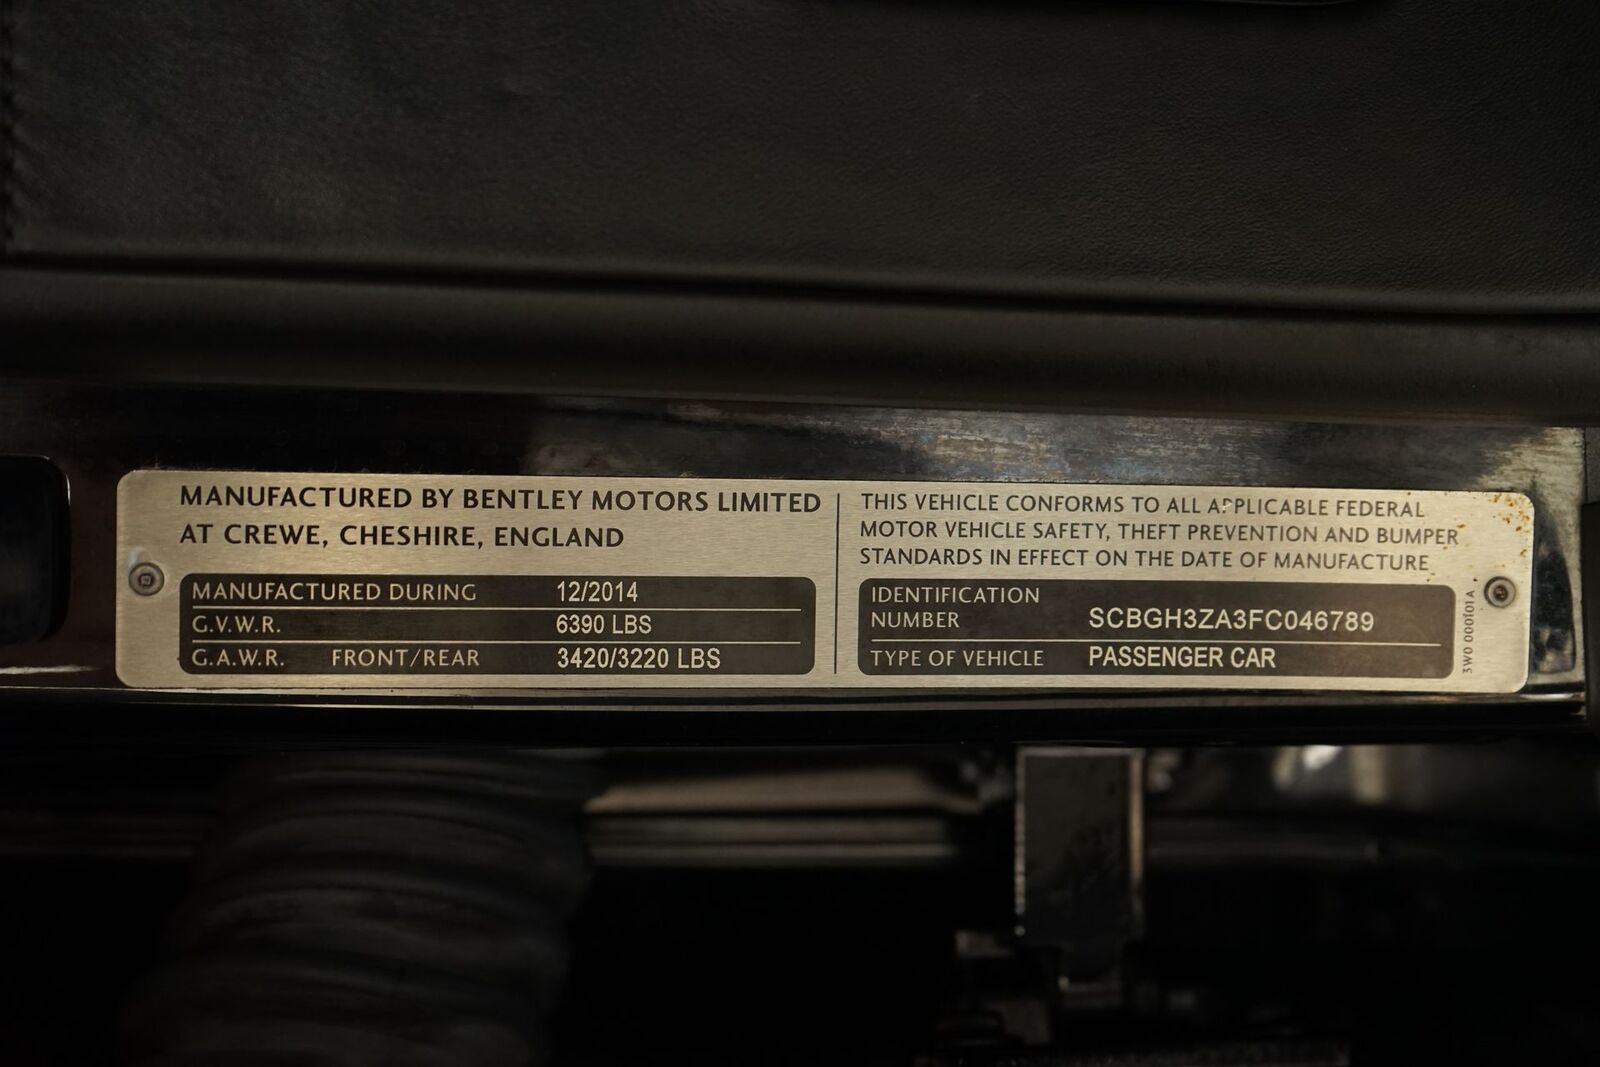 MANUFACTURED BY BENTLEY MOTORS LIMITED
AT CREWE, CHESHIRE, ENGLAND
MANUFACTURED DURING 12/2014
G.V.W.R. 6390 LBS
G.A.W.R. FRONT/REAR 3420/3220 LBS
THIS VEHICLE CONFORMS TO ALL APPLICABLE FEDERAL
MOTOR VEHICLE SAFETY, THEFT PREVENTION AND BUMPER
STANDARDS IN EFFECT ON THE DATE OF MANUFACTURE
IDENTIFICATION
NUMBER SCBGH3ZA3FC046789
TYPE OF VEHICLE PASSENGER CAR
3W0 000101A